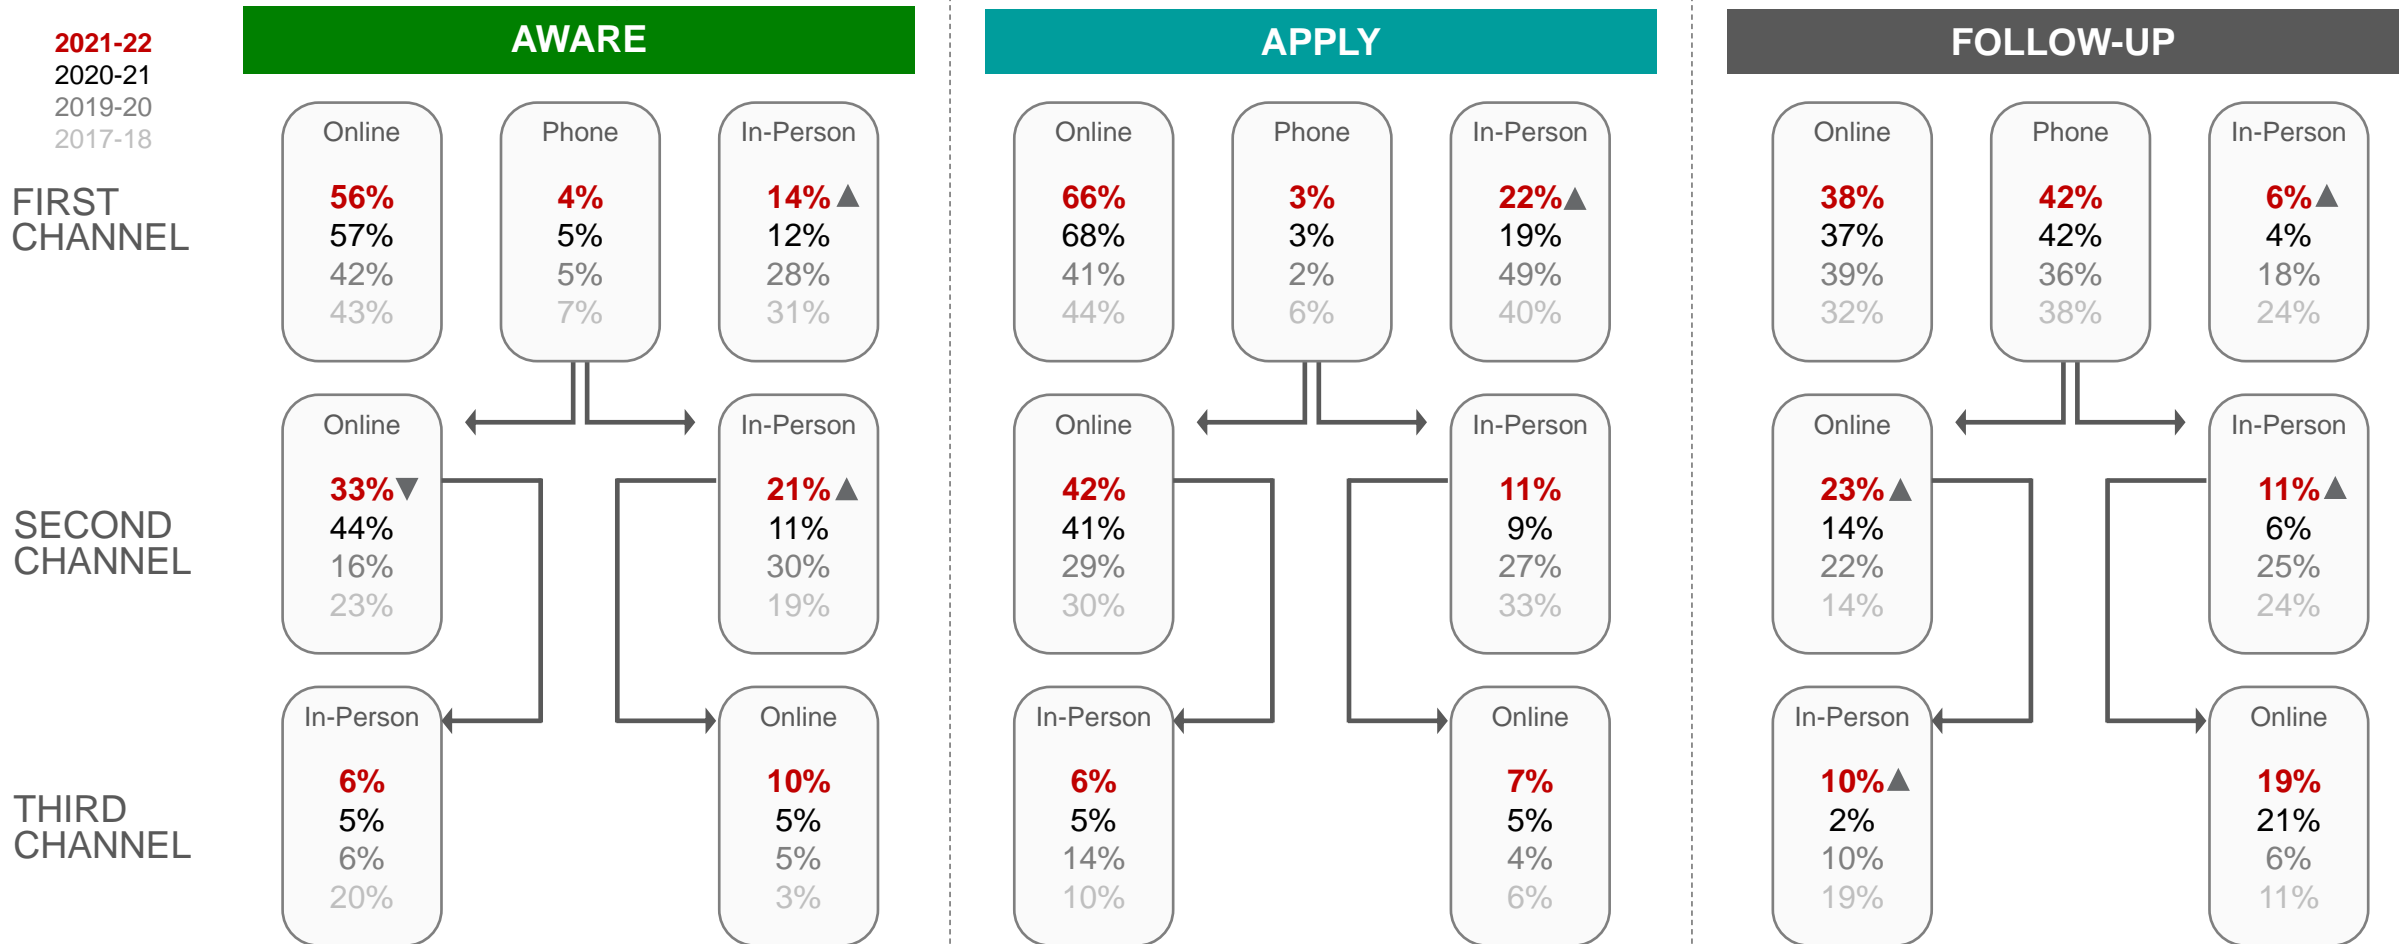 2021-22
2020-21
2019-20
2017-18
AWARE
APPLY
FOLLOW-UP
FIRST
CHANNEL
Online
56%
57%
42%
43%
Phone
4%
5%
5%
7%
In-Person
14% ▲
12%
28%
31%
Online
66%
68%
41%
44%
Phone
3%
3%
2%
6%
In-Person
22% ▲
19%
49%
40%
Online
38%
37%
39%
32%
Phone
42%
42%
36%
38%
In-Person
6% ▲
4%
18%
24%
SECOND
CHANNEL
Online
33% ▼
44%
16%
23%
In-Person
21% ▲
11%
30%
19%
Online
42%
41%
29%
30%
In-Person
11%
9%
27%
33%
Online
23% ▲
14%
22%
14%
In-Person
11% ▲
6%
25%
24%
THIRD
CHANNEL
In-Person
6%
5%
6%
20%
Online
10%
5%
5%
3%
In-Person
6%
5%
14%
10%
Online
7%
5%
4%
6%
In-Person
10% ▲
2%
10%
19%
Online
19%
21%
6%
11%